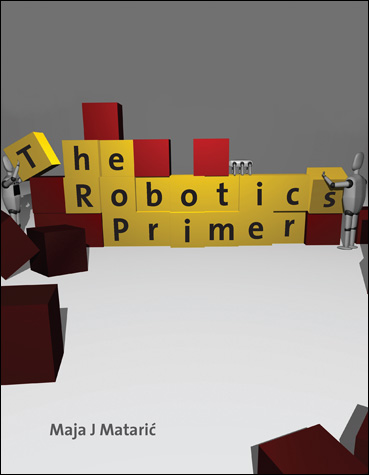 The
Robotics
Primer
Maja J Matarić